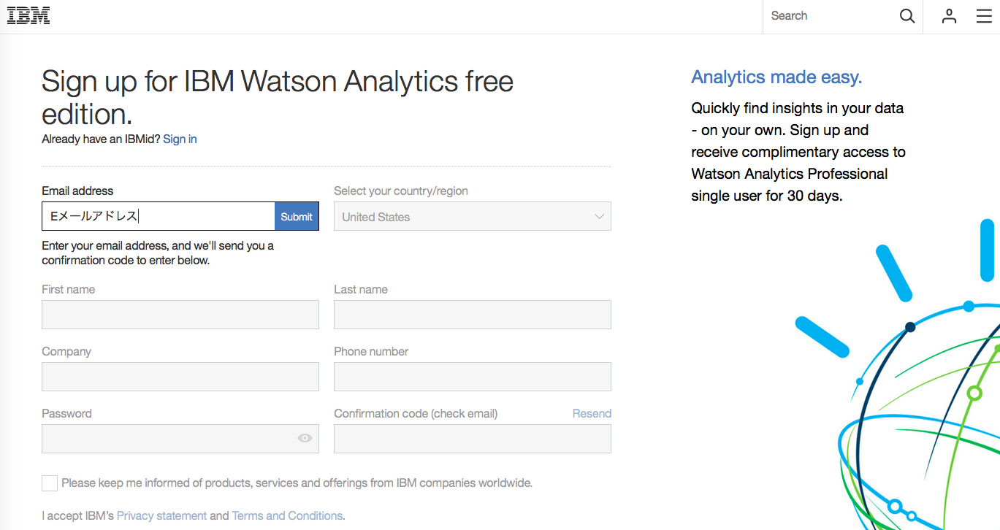 IBM
Search
Sign up for IBM Watson Analytics free
edition.
Already have an IBMid? Sign in
Analytics made easy.
Quickly find insights in your data
- on your own. Sign up and
receive complimentary access to
Watson Analytics Professional
single user for 30 days.
Email address
Select your country/region
Eメールアドレス
Submit
United States
Enter your email address, and we'll send you a
confirmation code to enter below.
First name
Last name
Company
Phone number
Password
Confirmation code (check email)
Resend
Please keep me informed of products, services and offerings from IBM companies worldwide.
I accept IBM's Privacy statement and Terms and Conditions.